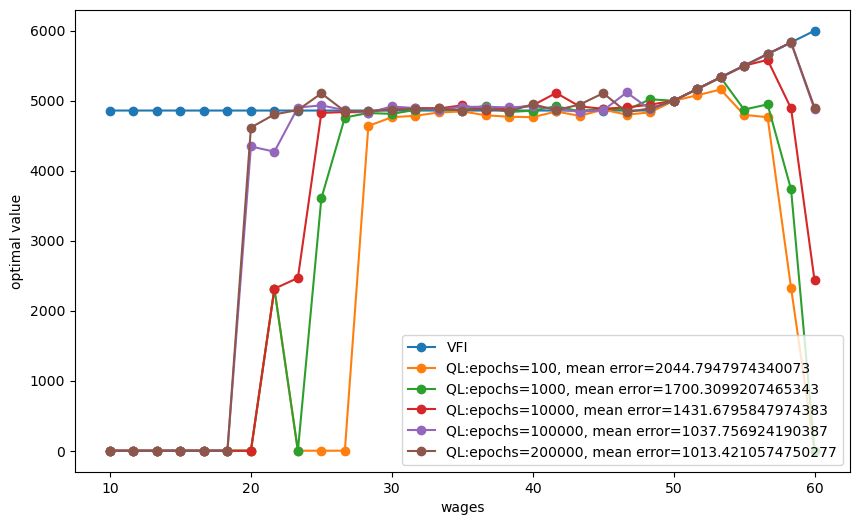 6000
5000
4000
3000
2000
1000
0
optimal value
10
20
30
40
50
60
wages
VFI
QL:epochs=100, mean error=2044.7947974340073
QL:epochs=1000, mean error=1700.3099207465343
QL:epochs=10000, mean error=1431.6795847974383
QL:epochs=100000, mean error=1037.756924190387
QL:epochs=200000, mean error=1013.4210574750277